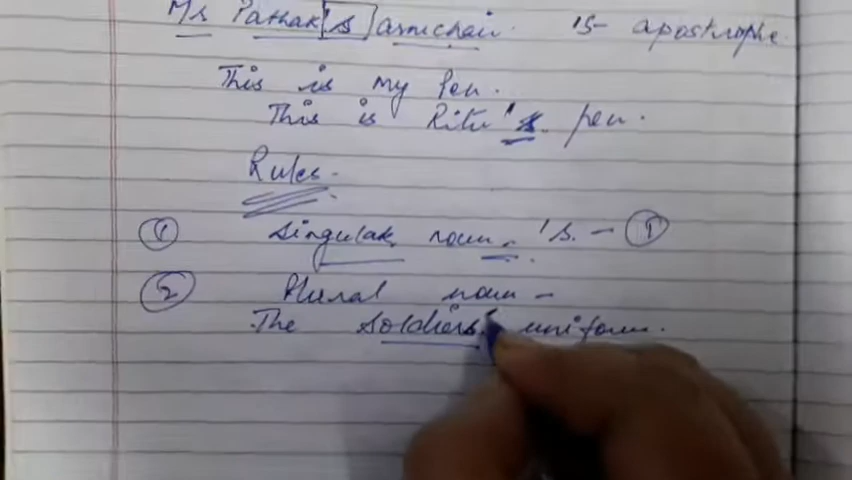 Ms Pathak's armchair. 's- apostrophe.
This is my Pen.
This is Ritu's pen.
Rules.
① Singular noun - 's. - ①
② Plural noun -
The soldiers' uniform.